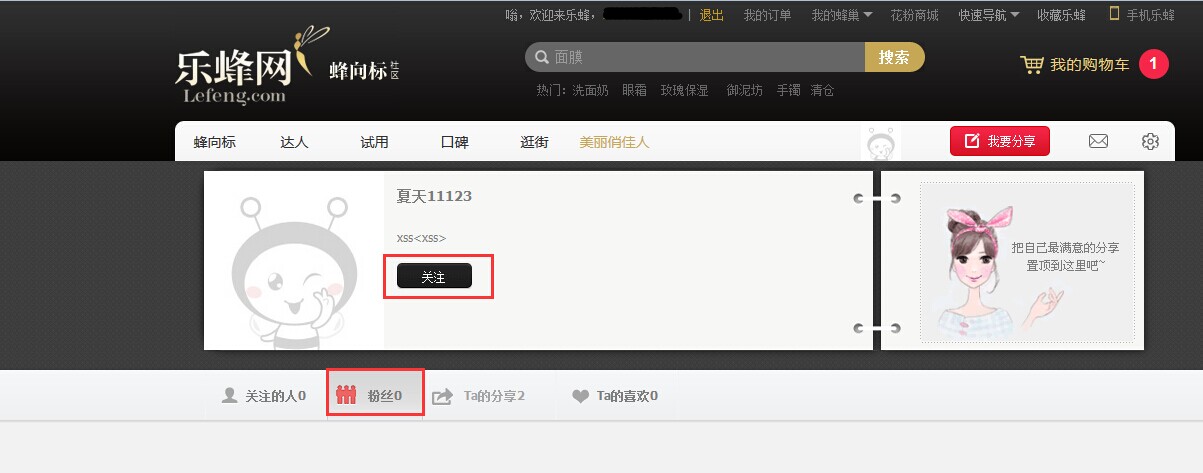 嗡，欢迎来乐蜂， | 退出 我的订单 我的蜂巢 花粉商城 快速导航 收藏乐蜂 手机乐蜂
乐蜂网 蜂向标 社区
Lefeng.com
面膜 搜索
我的购物车 1
热门： 洗面奶 眼霜 玫瑰保湿 御泥坊 手镯 清仓
蜂向标 达人 试用 口碑 逛街 美丽俏佳人 我要分享
夏天11123
xss<xss>
关注
把自己最满意的分享
置顶到这里吧~
关注的人0 粉丝0 Ta的分享2 Ta的喜欢0